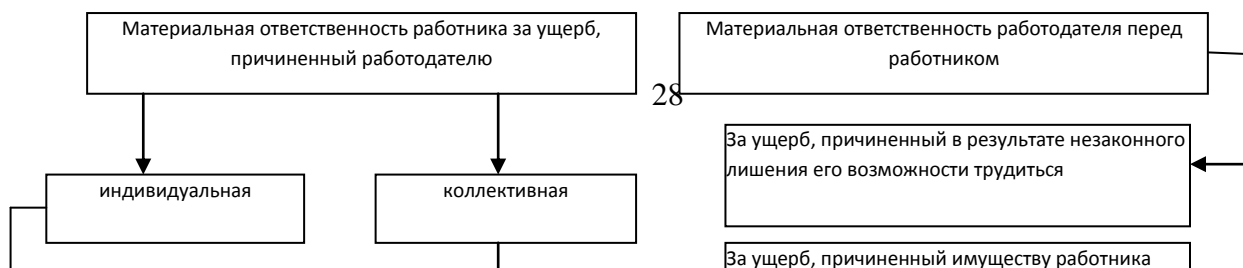 Материальная ответственность работника за ущерб,
причиненный работодателю
Материальная ответственность работодателя перед
работником
28
За ущерб, причиненный в результате незаконного
лишения его возможности трудиться
индивидуальная
коллективная
За ущерб, причиненный имуществу работника